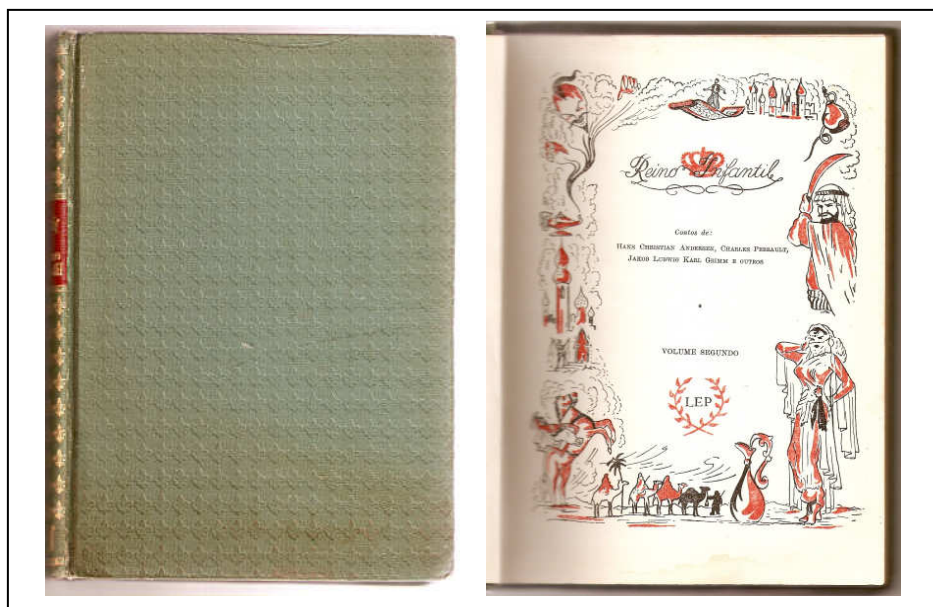 Reino Infantil
Contos de:
Hans Christian Andersen, Charles Perrault,
Jakob Ludwig Karl Grimm e outros
VOLUME SEGUNDO
LEP